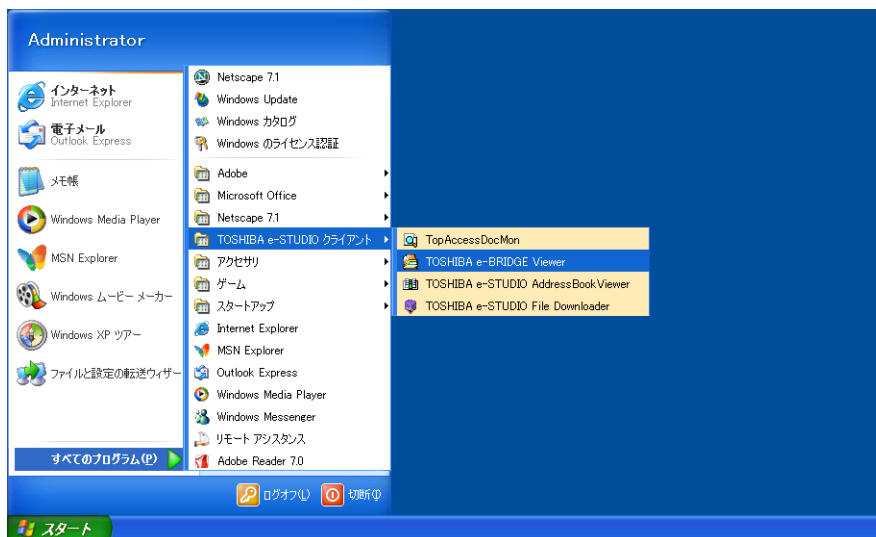 Administrator
インターネット
Internet Explorer
電子メール
Outlook Express
メモ帳
Windows Media Player
MSN Explorer
Windows ムービー メーカー
Windows XP ツアー
ファイルと設定の転送ウィザー
すべてのプログラム(P)
Netscape 7.1
Windows Update
Windows カタログ
Windows のライセンス認証
Adobe
Microsoft Office
Netscape 7.1
TOSHIBA e-STUDIO クライアント
アクセサリ
ゲーム
スタートアップ
Internet Explorer
MSN Explorer
Outlook Express
Windows Media Player
Windows Messenger
リモート アシスタンス
Adobe Reader 7.0
TopAccessDocMon
TOSHIBA e-BRIDGE Viewer
TOSHIBA e-STUDIO AddressBookViewer
TOSHIBA e-STUDIO File Downloader
ログオフ(L) 切断(I)
スタート